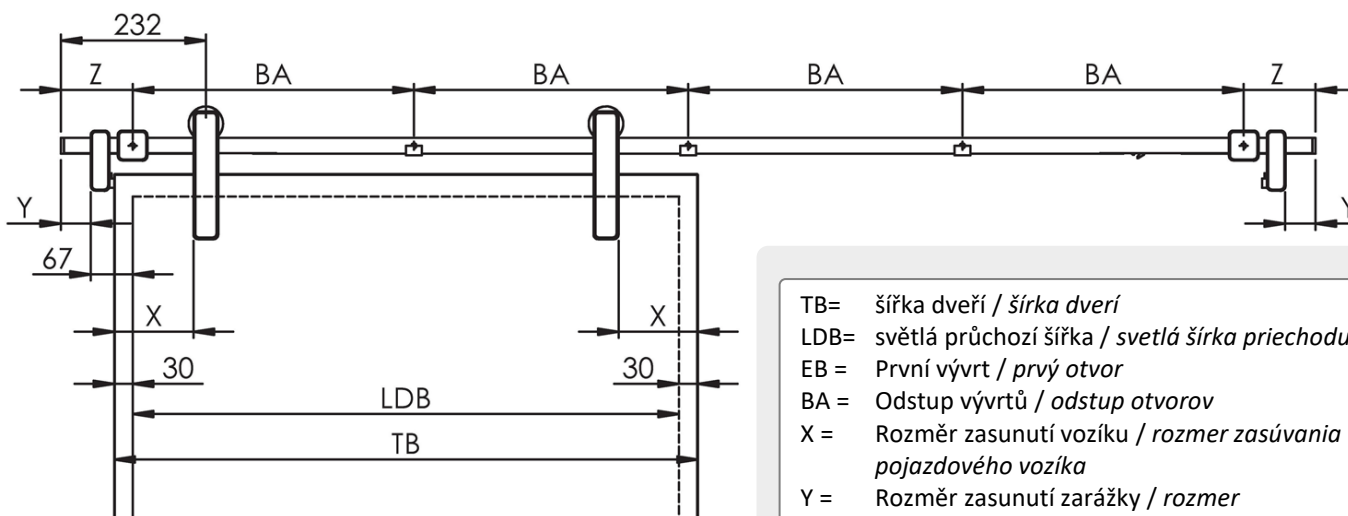 232
Z BA BA BA BA Z
Y Y
67
X X
30 30
LDB
TB
TB= šířka dveří / šírka dverí
LDB= světlá průchozí šířka / svetlá šírka priechodu
EB = První vývrt / prvý otvor
BA = Odstup vývrtů / odstup otvorov
X = Rozměr zasunutí vozíku / rozmer zasúvania
pojazdového vozíka
Y = Rozměr zasunutí zarážky / rozmer